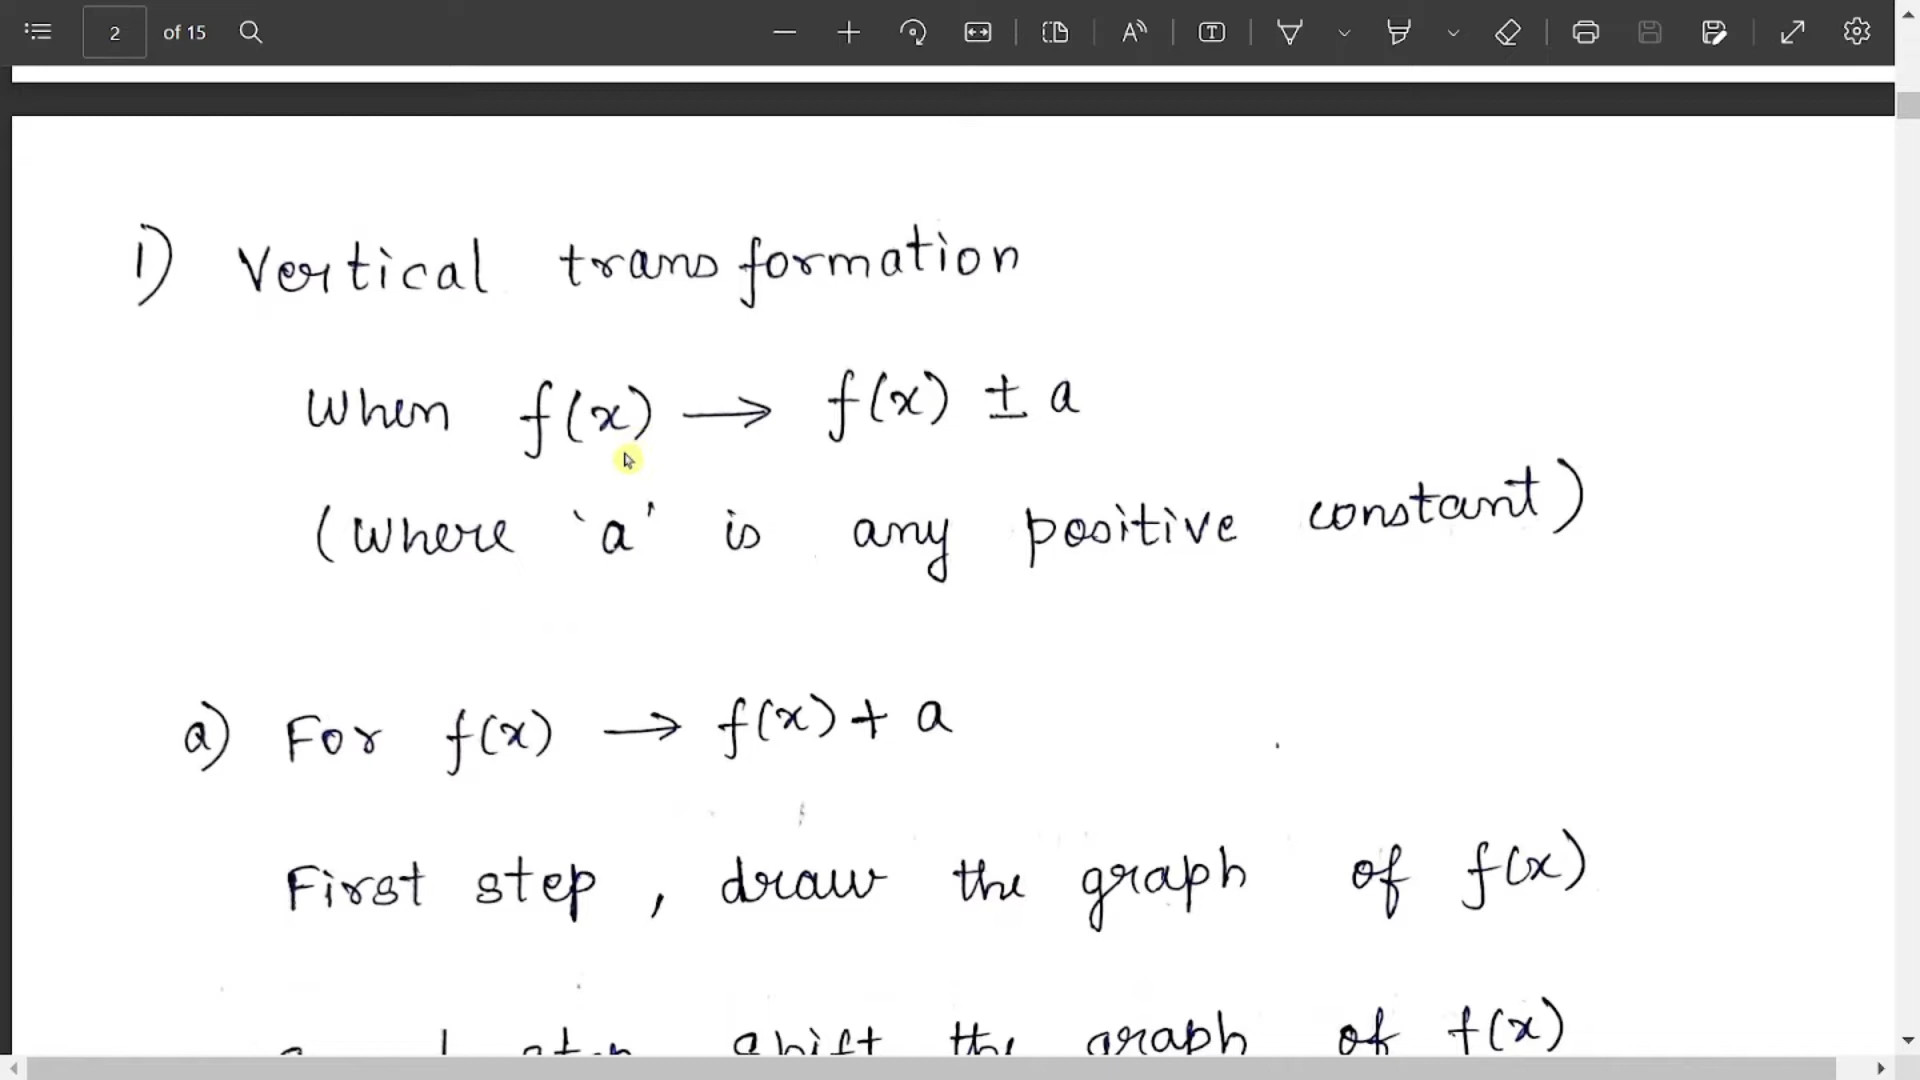 2 of 15
1) Vertical transformation
When f(x) → f(x) ± a
(Where 'a' is any positive constant)
a) For f(x) → f(x) + a
First step, draw the graph of f(x)
shift the graph of f(x)